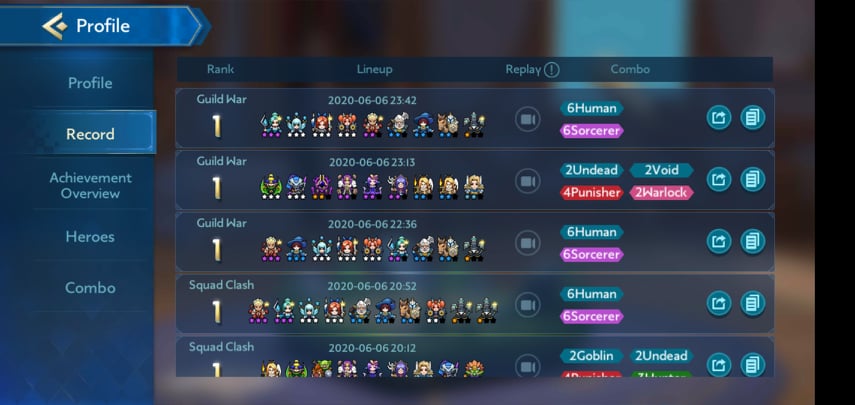 Profile
Profile
Record
Achievement
Overview
Heroes
Combo
Rank Lineup Replay ! Combo
Guild War 2020-06-06 23:42
1
6Human
6Sorcerer
Guild War 2020-06-06 23:13
1
2Undead 2Void
4Punisher 2Warlock
Guild War 2020-06-06 22:36
1
6Human
6Sorcerer
Squad Clash 2020-06-06 20:52
1
6Human
6Sorcerer
Squad Clash 2020-06-06 20:12
1
2Goblin 2Undead
4Punisher 3Hunter